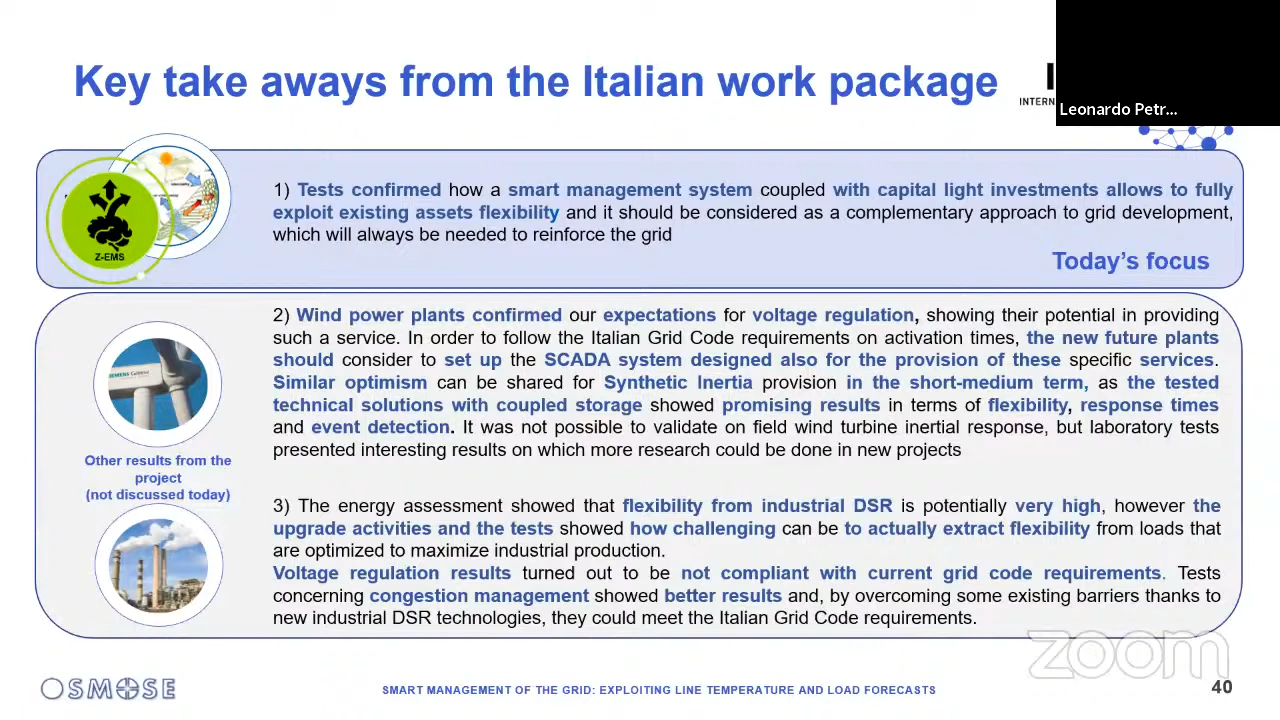 Key take aways from the Italian work package
INTERN
Leonardo Petr...
Z-EMS
1) Tests confirmed how a smart management system coupled with capital light investments allows to fully
exploit existing assets flexibility and it should be considered as a complementary approach to grid development,
which will always be needed to reinforce the grid
Today's focus
2) Wind power plants confirmed our expectations for voltage regulation, showing their potential in providing
such a service. In order to follow the Italian Grid Code requirements on activation times, the new future plants
should consider to set up the SCADA system designed also for the provision of these specific services.
Similar optimism can be shared for Synthetic Inertia provision in the short-medium term, as the tested
technical solutions with coupled storage showed promising results in terms of flexibility, response times
and event detection. It was not possible to validate on field wind turbine inertial response, but laboratory tests
presented interesting results on which more research could be done in new projects
SIEMENS Gamesa
Other results from the
project
(not discussed today)
3) The energy assessment showed that flexibility from industrial DSR is potentially very high, however the
upgrade activities and the tests showed how challenging can be to actually extract flexibility from loads that
are optimized to maximize industrial production.
Voltage regulation results turned out to be not compliant with current grid code requirements. Tests
concerning congestion management showed better results and, by overcoming some existing barriers thanks to
new industrial DSR technologies, they could meet the Italian Grid Code requirements.
zoom
OSMOSE
SMART MANAGEMENT OF THE GRID: EXPLOITING LINE TEMPERATURE AND LOAD FORECASTS
40